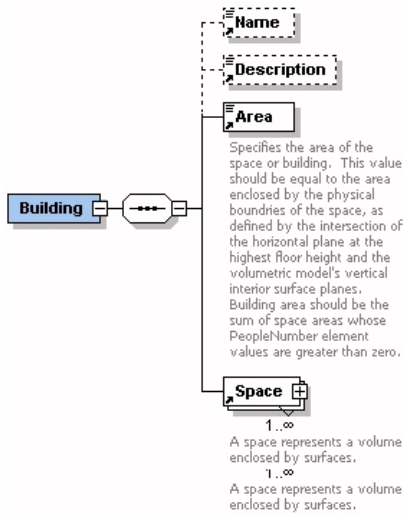 Name
Description
Area
Specifies the area of the
space or building. This value
should be equal to the area
enclosed by the physical
boundries of the space, as
defined by the intersection of
the horizontal plane at the
highest floor height and the
volumetric model's vertical
interior surface planes.
Building area should be the
sum of space areas whose
PeopleNumber element
values are greater than zero.
Building
Space
1..∞
A space represents a volume
enclosed by surfaces.
1..∞
A space represents a volume
enclosed by surfaces.